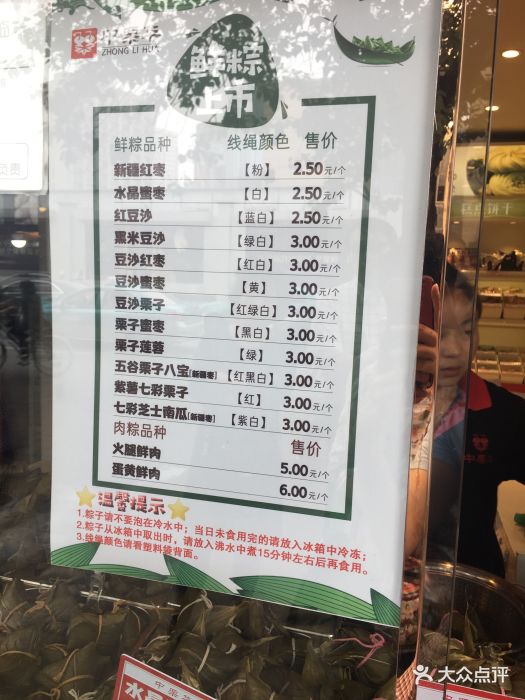 ZHONG LI HUA
鲜粽
上市
鲜粽品种 线绳颜色 售价
新疆红枣 【粉】 2.50元/个
水晶蜜枣 【白】 2.50元/个
红豆沙 【蓝白】 2.50元/个
黑米豆沙 【绿白】 3.00元/个
豆沙红枣 【红白】 3.00元/个
豆沙蜜枣 【黄】 3.00元/个
豆沙栗子 【红绿白】 3.00元/个
栗子蜜枣 【黑白】 3.00元/个
栗子莲蓉 【绿】 3.00元/个
五谷栗子八宝[新疆枣] 【红黑白】 3.00元/个
紫薯七彩栗子 【红】 3.00元/个
七彩芝士南瓜[新疆枣] 【紫白】 3.00元/个
肉粽品种 售价
火腿鲜肉 5.00元/个
蛋黄鲜肉 6.00元/个
温馨提示
1.粽子请不要泡在冷水中；当日未食用完的请放入冰箱中冷冻；
2.粽子从冰箱中取出时，请放入沸水中煮15分钟左右后再食用。
3.线绳颜色请看塑料袋背面。
水晶
大众点评